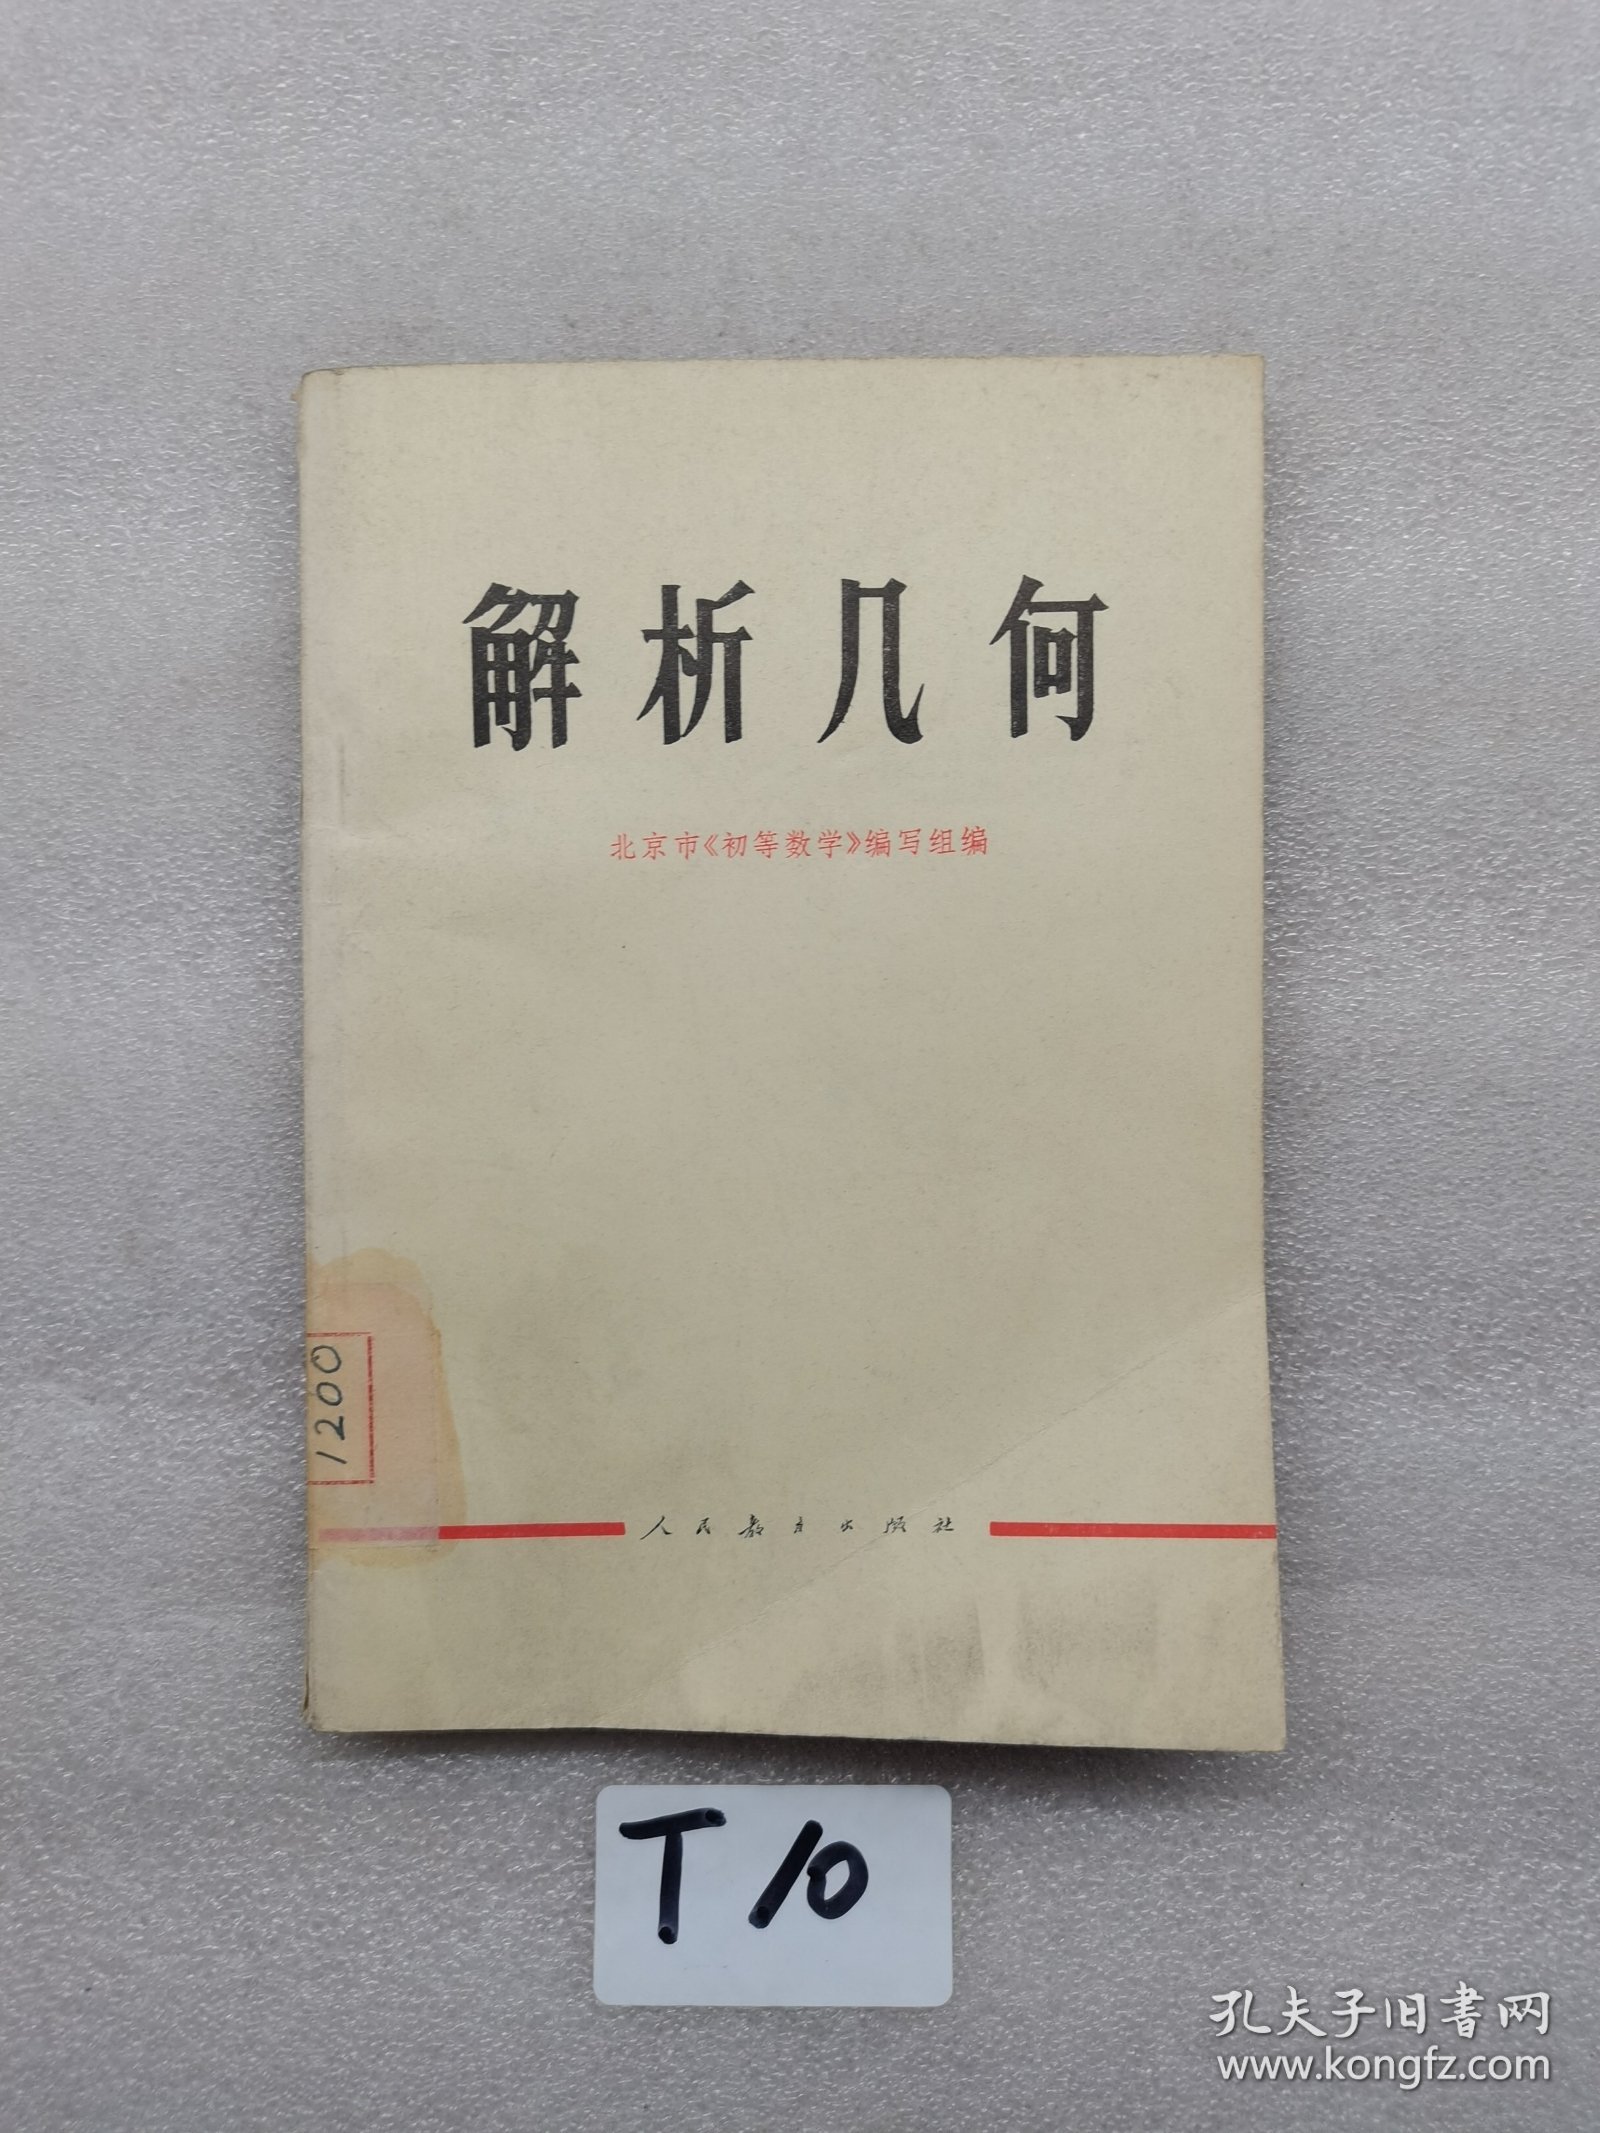 解析几何
北京市《初等数学》编写组编
1200
人民教育出版社
T10
孔夫子旧书网
www.kongfz.com